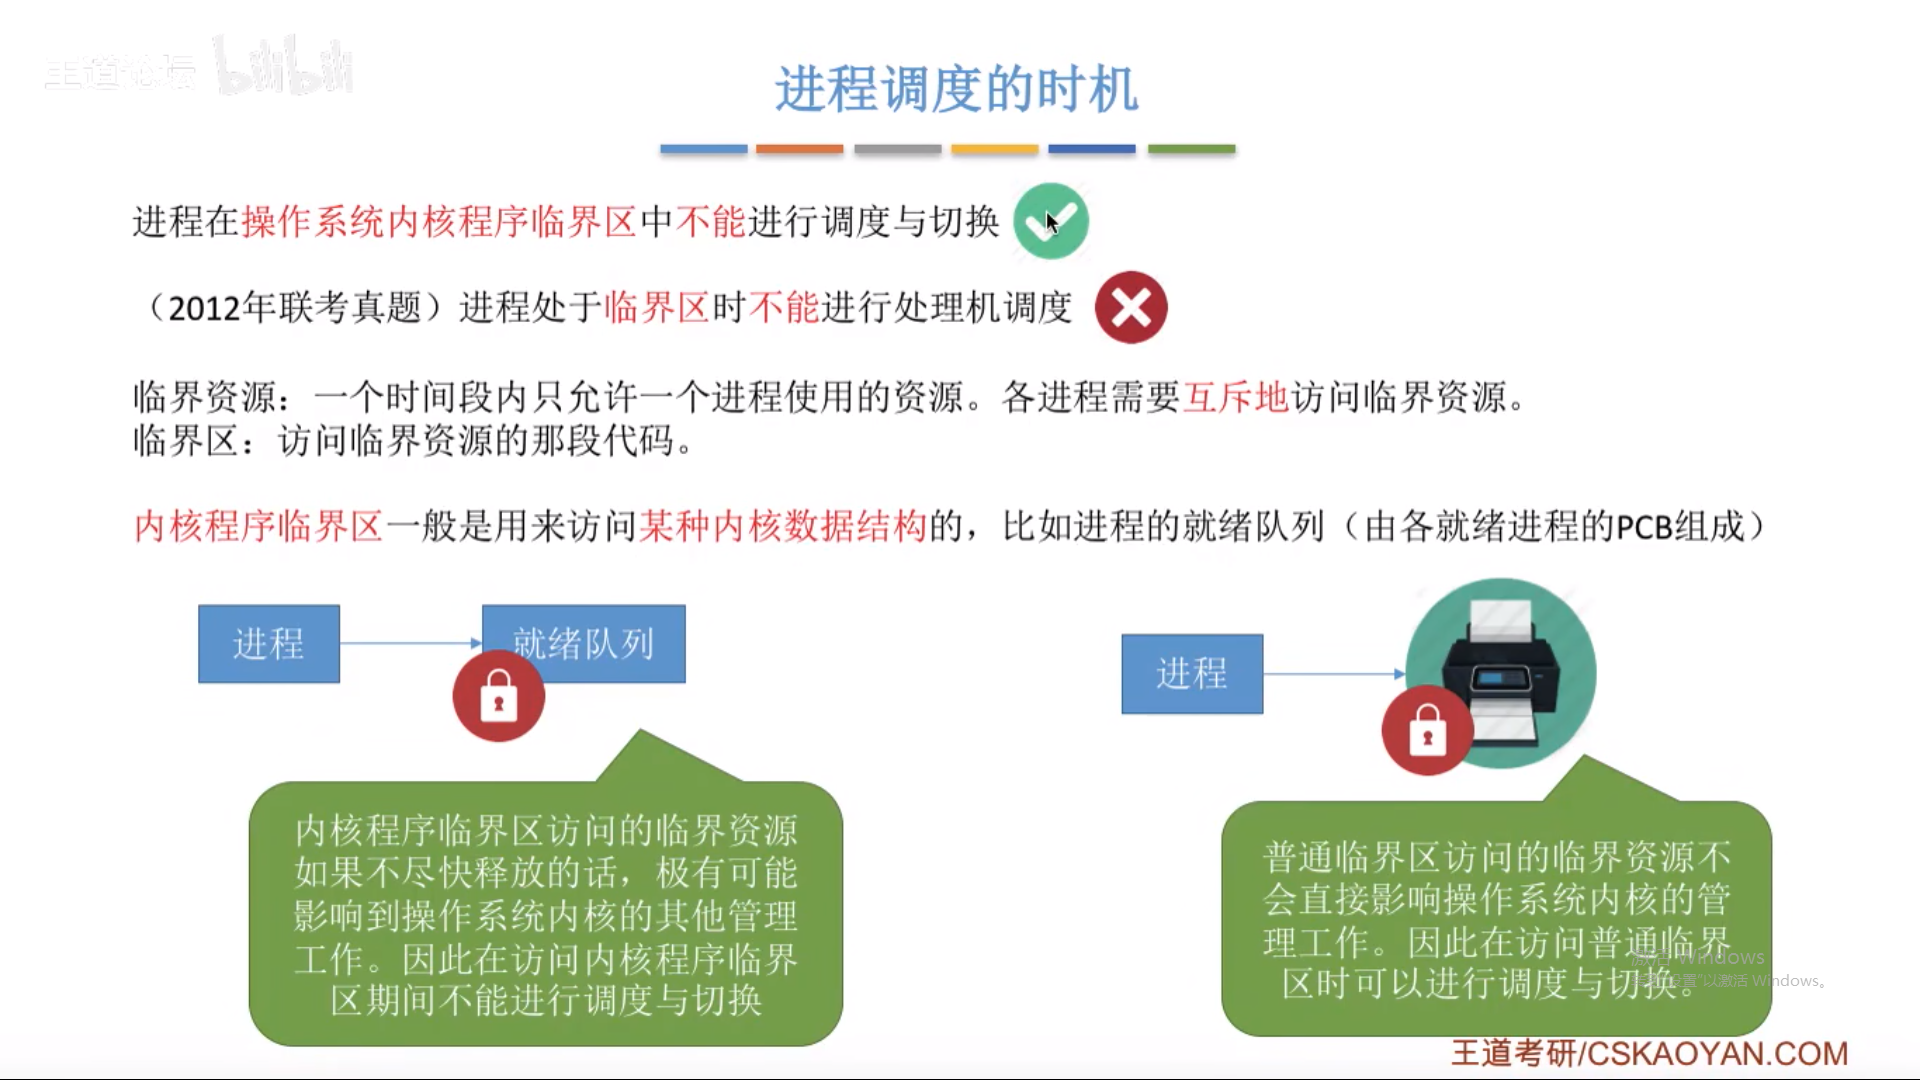 王道论坛 bilibili
进程调度的时机
进程在操作系统内核程序临界区中不能进行调度与切换
（2012年联考真题）进程处于临界区时不能进行处理机调度
临界资源：一个时间段内只允许一个进程使用的资源。各进程需要互斥地访问临界资源。
临界区：访问临界资源的那段代码。
内核程序临界区一般是用来访问某种内核数据结构的，比如进程的就绪队列（由各就绪进程的PCB组成）
进程
就绪队列
进程
内核程序临界区访问的临界资源
如果不尽快释放的话，极有可能
影响到操作系统内核的其他管理
工作。因此在访问内核程序临界
区期间不能进行调度与切换
普通临界区访问的临界资源不
会直接影响操作系统内核的管
理工作。因此在访问普通临界
区时可以进行调度与切换。
激活 Windows
设置"以激活 Windows。
王道考研/CSKAOYAN.COM